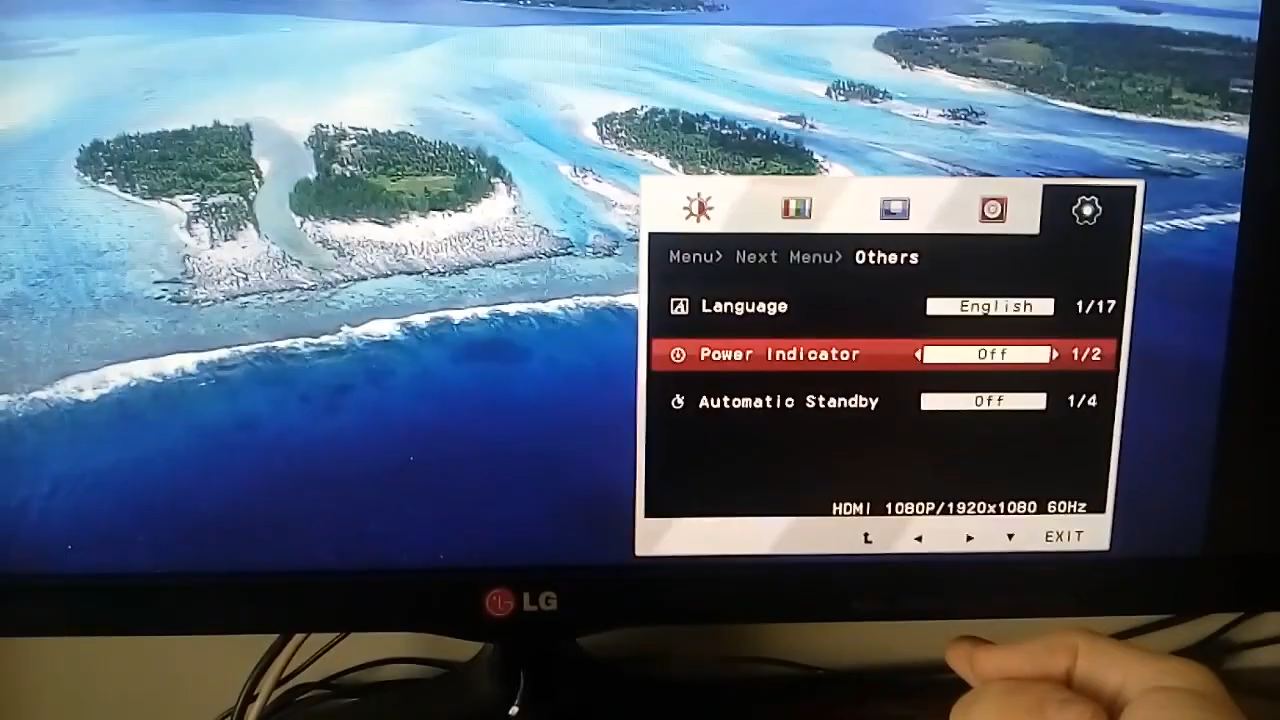 Menu> Next Menu> Others
Language English 1/17
Power Indicator Off 1/2
Automatic Standby Off 1/4
HDMI 1080P/1920x1080 60Hz
EXIT
LG